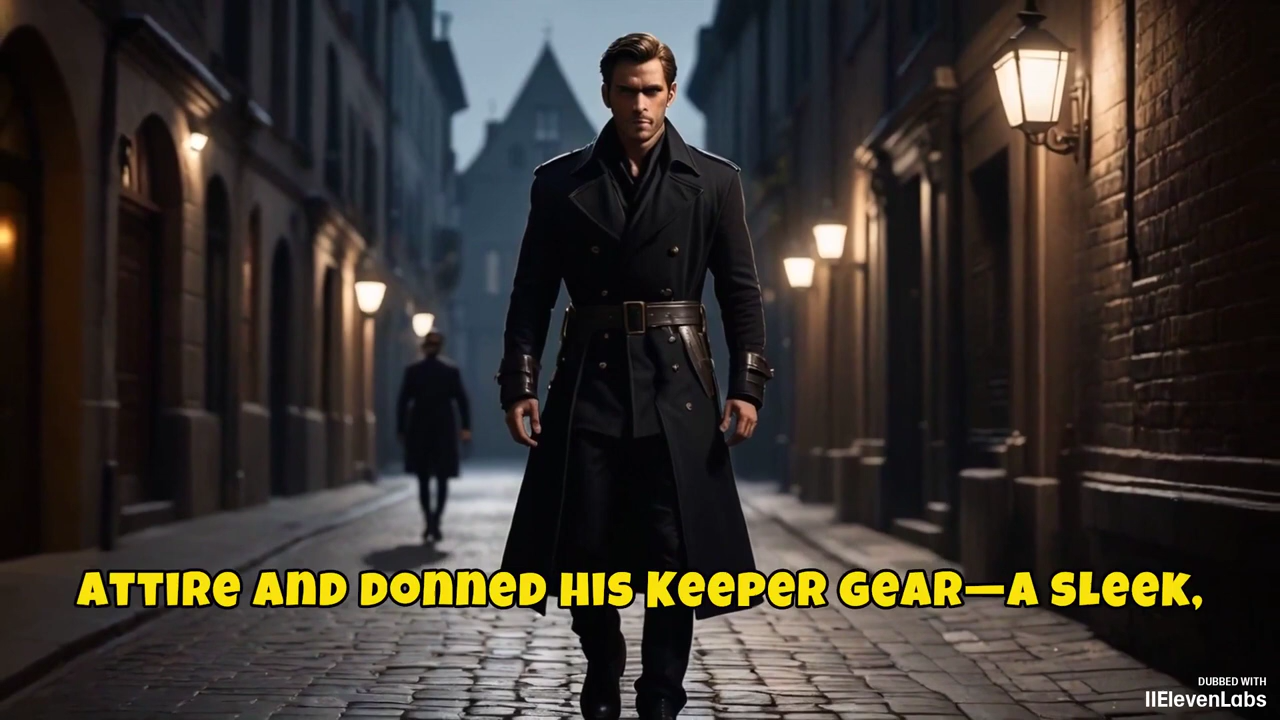 ATTIRE AND DONNED HIS KEEPER GEAR—A SLEEK,
DUBBED WITH
IIElevenLabs